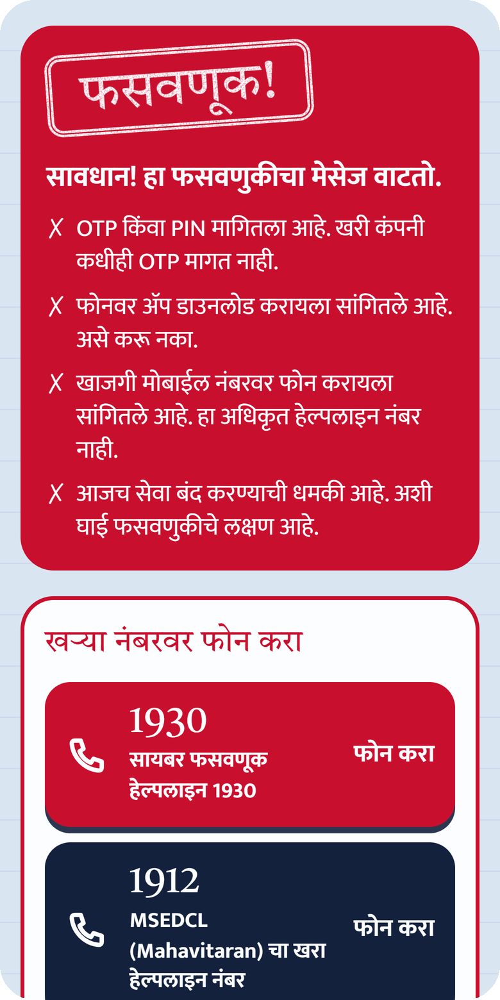 फसवणूक!
सावधान! हा फसवणुकीचा मेसेज वाटतो.
✗ OTP किंवा PIN मागितला आहे. खरी कंपनी
कधीही OTP मागत नाही.
✗ फोनवर ॲप डाउनलोड करायला सांगितले आहे.
असे करू नका.
✗ खाजगी मोबाईल नंबरवर फोन करायला
सांगितले आहे. हा अधिकृत हेल्पलाइन नंबर
नाही.
✗ आजच सेवा बंद करण्याची धमकी आहे. अशी
घाई फसवणुकीचे लक्षण आहे.
खऱ्या नंबरवर फोन करा
1930
सायबर फसवणूक
हेल्पलाइन 1930
फोन करा
1912
MSEDCL
(Mahavitaran) चा खरा
हेल्पलाइन नंबर
फोन करा